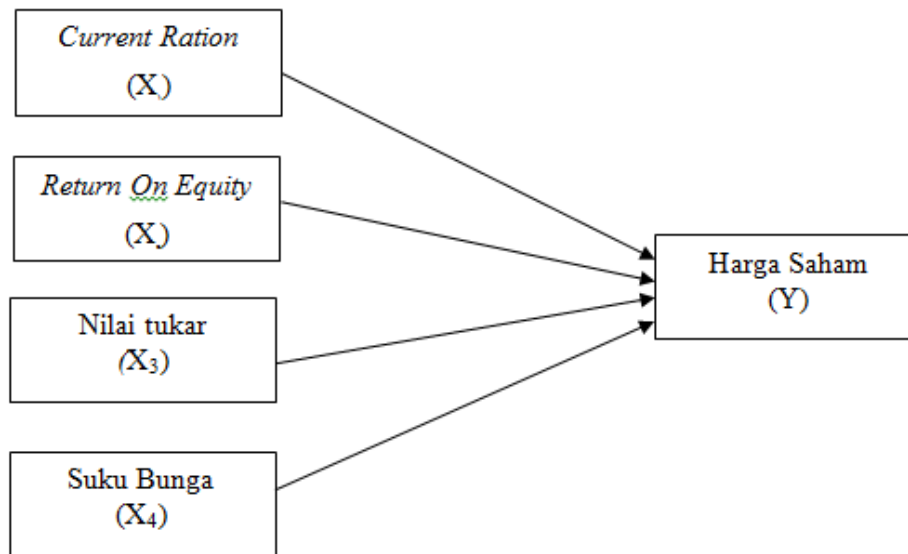 Current Ration
(X)
Return On Equity
(X)
Nilai tukar
(X₃)
Suku Bunga
(X₄)
Harga Saham
(Y)